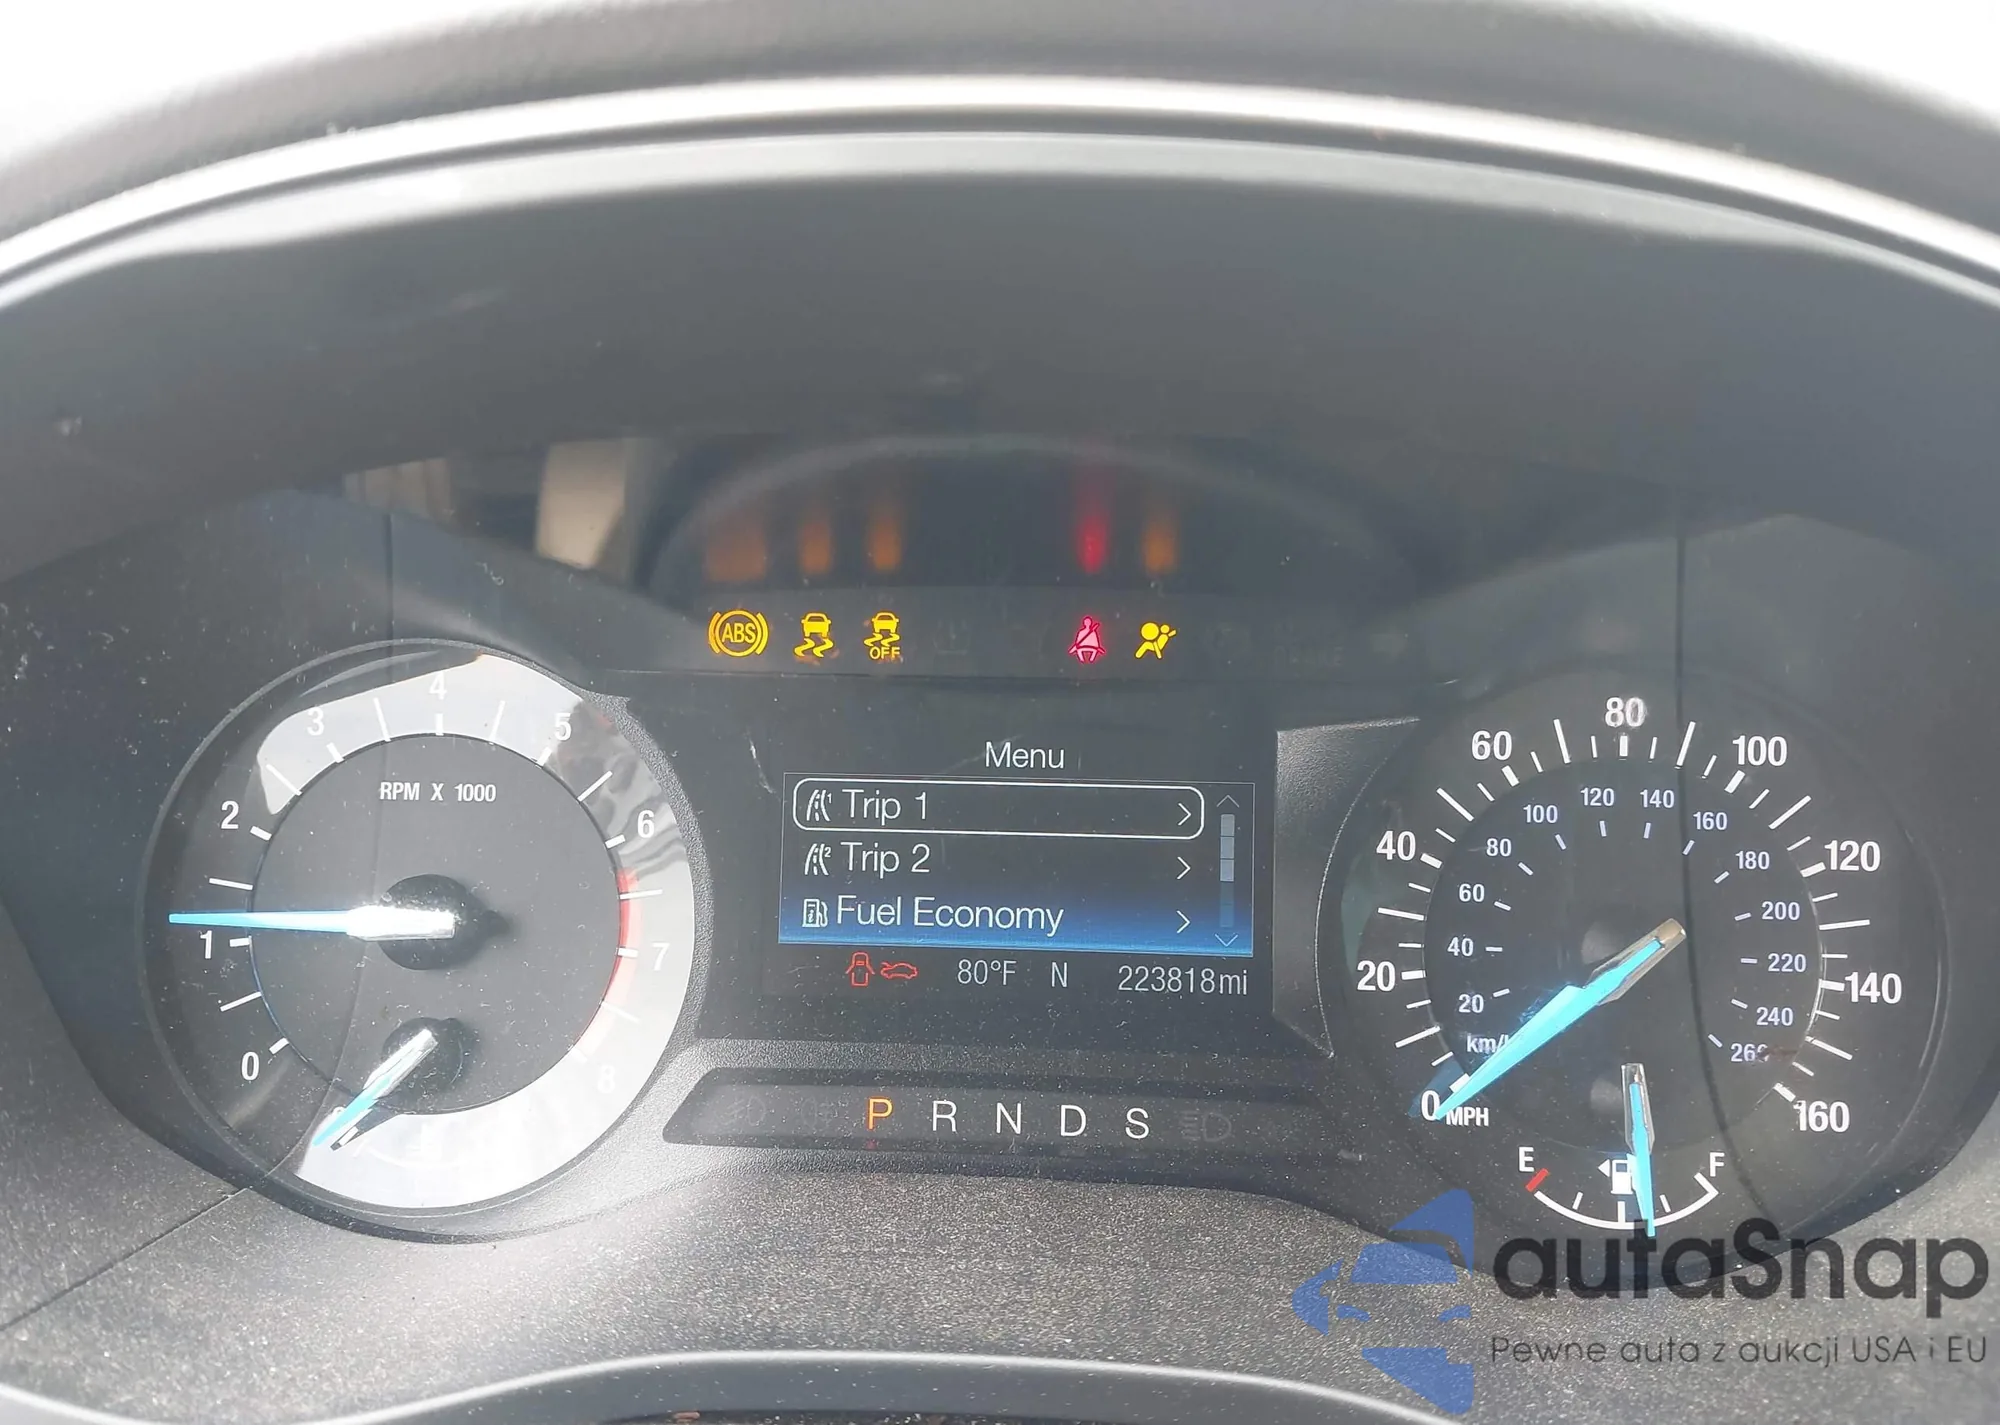 ABS
OFF
4
3
5
RPM X 1000
2
6
1
7
0
8
Menu
Trip 1
Trip 2
Fuel Economy
80°F N 223818mi
P R N D S
80
60
100
120 140
100
160
40
80
180
120
60
200
40
220
20
20
240
140
km/
260
0
MPH
160
E
F
autaSnap
Pewne auta z aukcji USA i EU